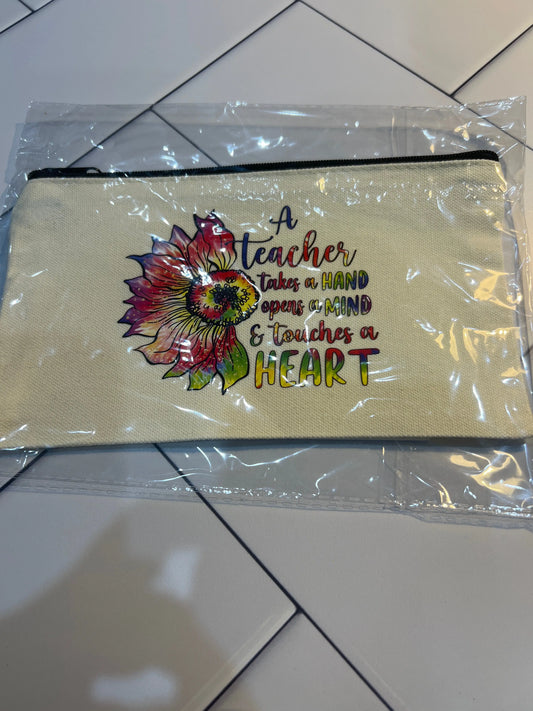 A
teacher
takes a HAND
opens a MIND
& touches a
HEART